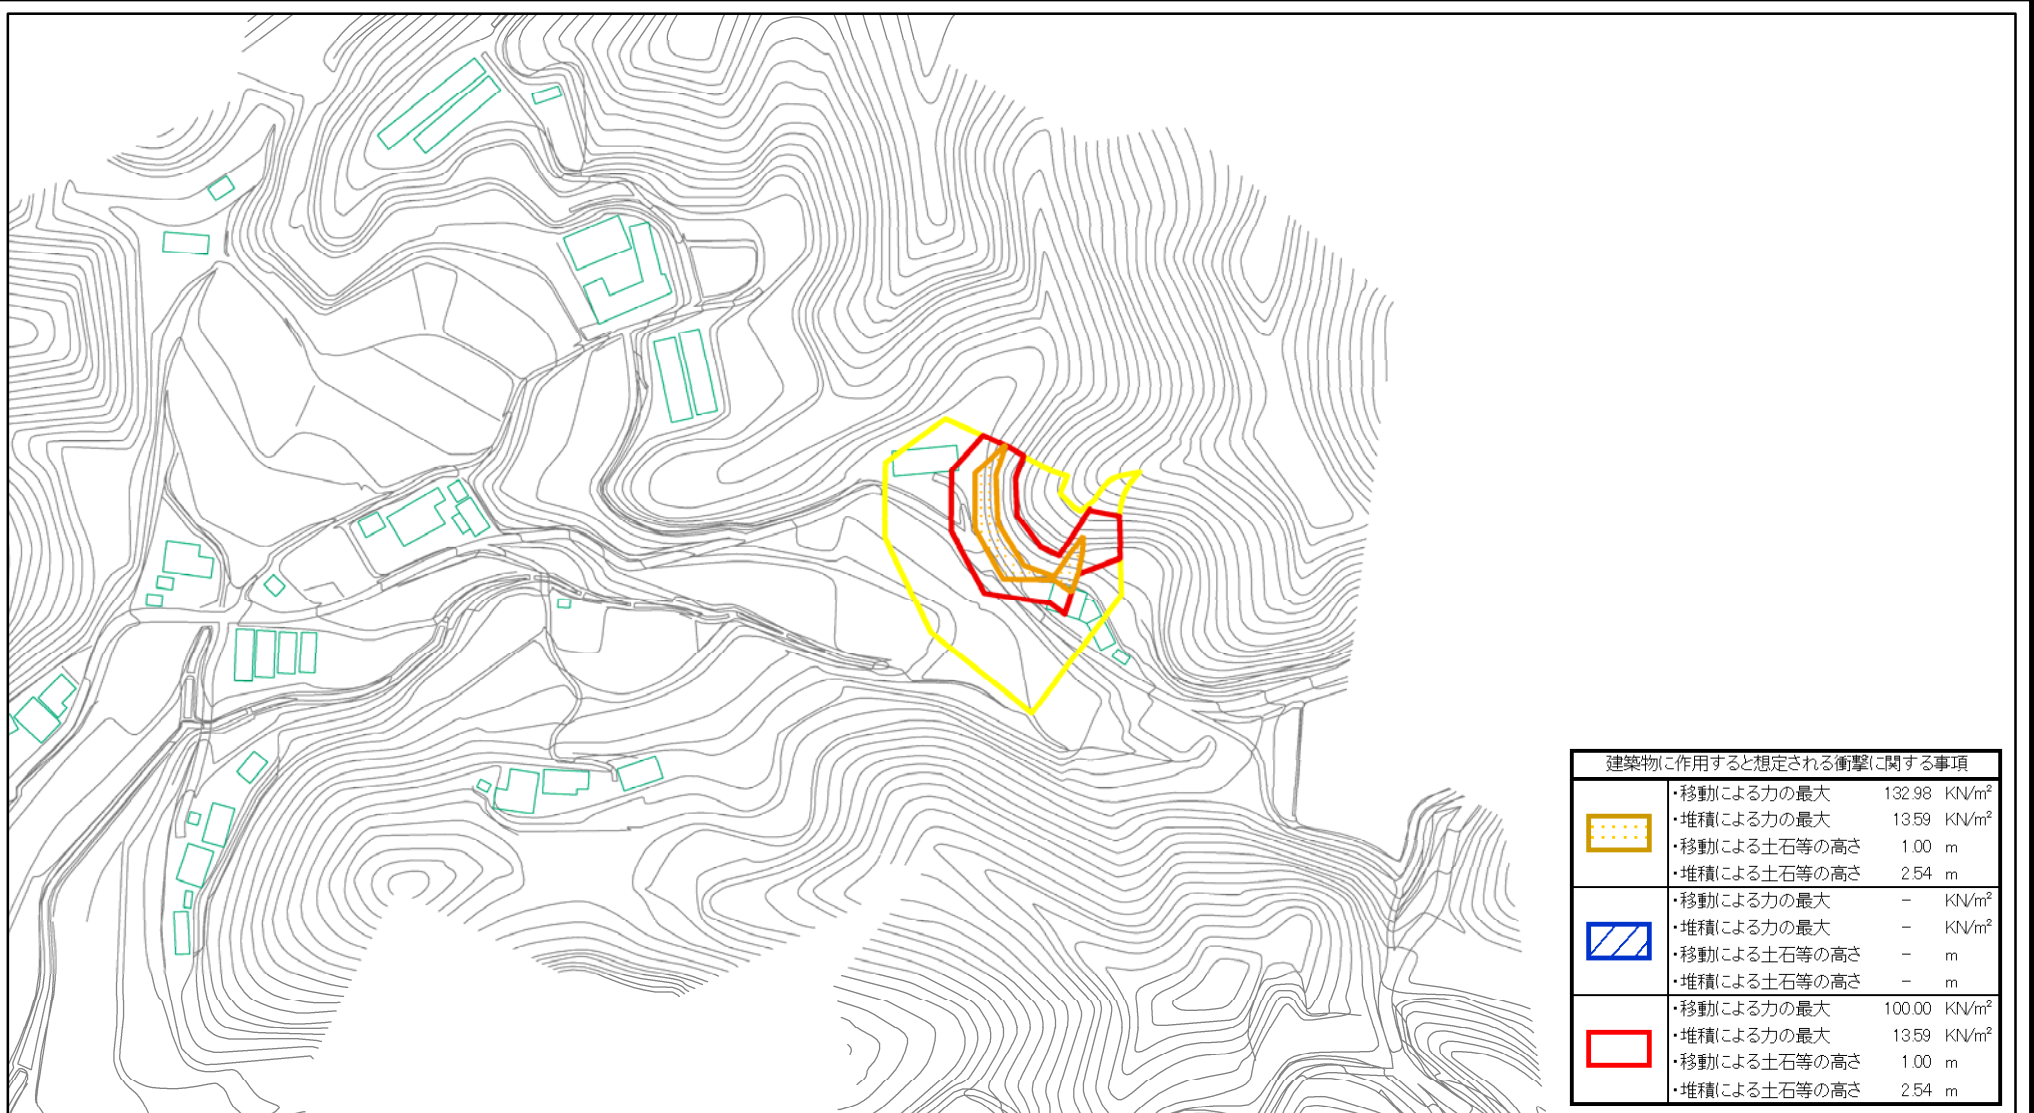 建築物に作用すると想定される衝撃に関する事項
・移動による力の最大 132.98 KN/m²
・堆積による力の最大 13.59 KN/m²
・移動による土石等の高さ 1.00 m
・堆積による土石等の高さ 2.54 m
・移動による力の最大 － KN/m²
・堆積による力の最大 － KN/m²
・移動による土石等の高さ － m
・堆積による土石等の高さ － m
・移動による力の最大 100.00 KN/m²
・堆積による力の最大 13.59 KN/m²
・移動による土石等の高さ 1.00 m
・堆積による土石等の高さ 2.54 m